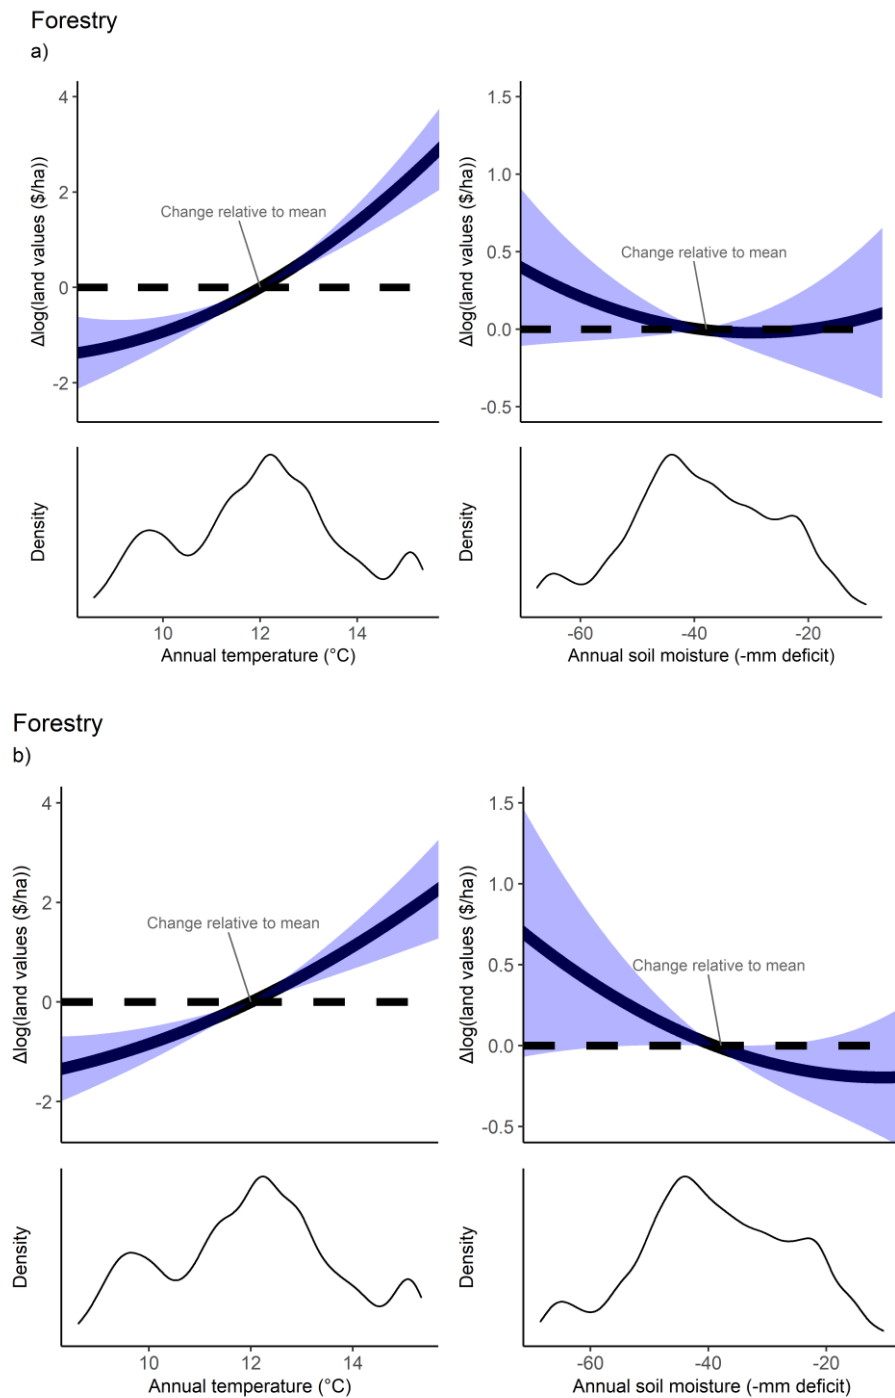 Forestry
a)
Δlog(land values ($/ha))
4
2
0
-2
Change relative to mean
Δlog(land values ($/ha))
1.5
1.0
0.5
0.0
-0.5
Change relative to mean
Density
10
12
14
Annual temperature (°C)
Density
-60
-40
-20
Annual soil moisture (-mm deficit)
Forestry
b)
Δlog(land values ($/ha))
4
2
0
-2
Change relative to mean
Δlog(land values ($/ha))
1.5
1.0
0.5
0.0
-0.5
Change relative to mean
Density
10
12
14
Annual temperature (°C)
Density
-60
-40
-20
Annual soil moisture (-mm deficit)